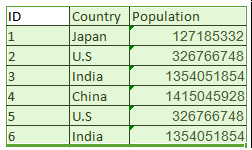 ID Country Population
1 Japan 127185332
2 U.S 326766748
3 India 1354051854
4 China 1415045928
5 U.S 326766748
6 India 1354051854